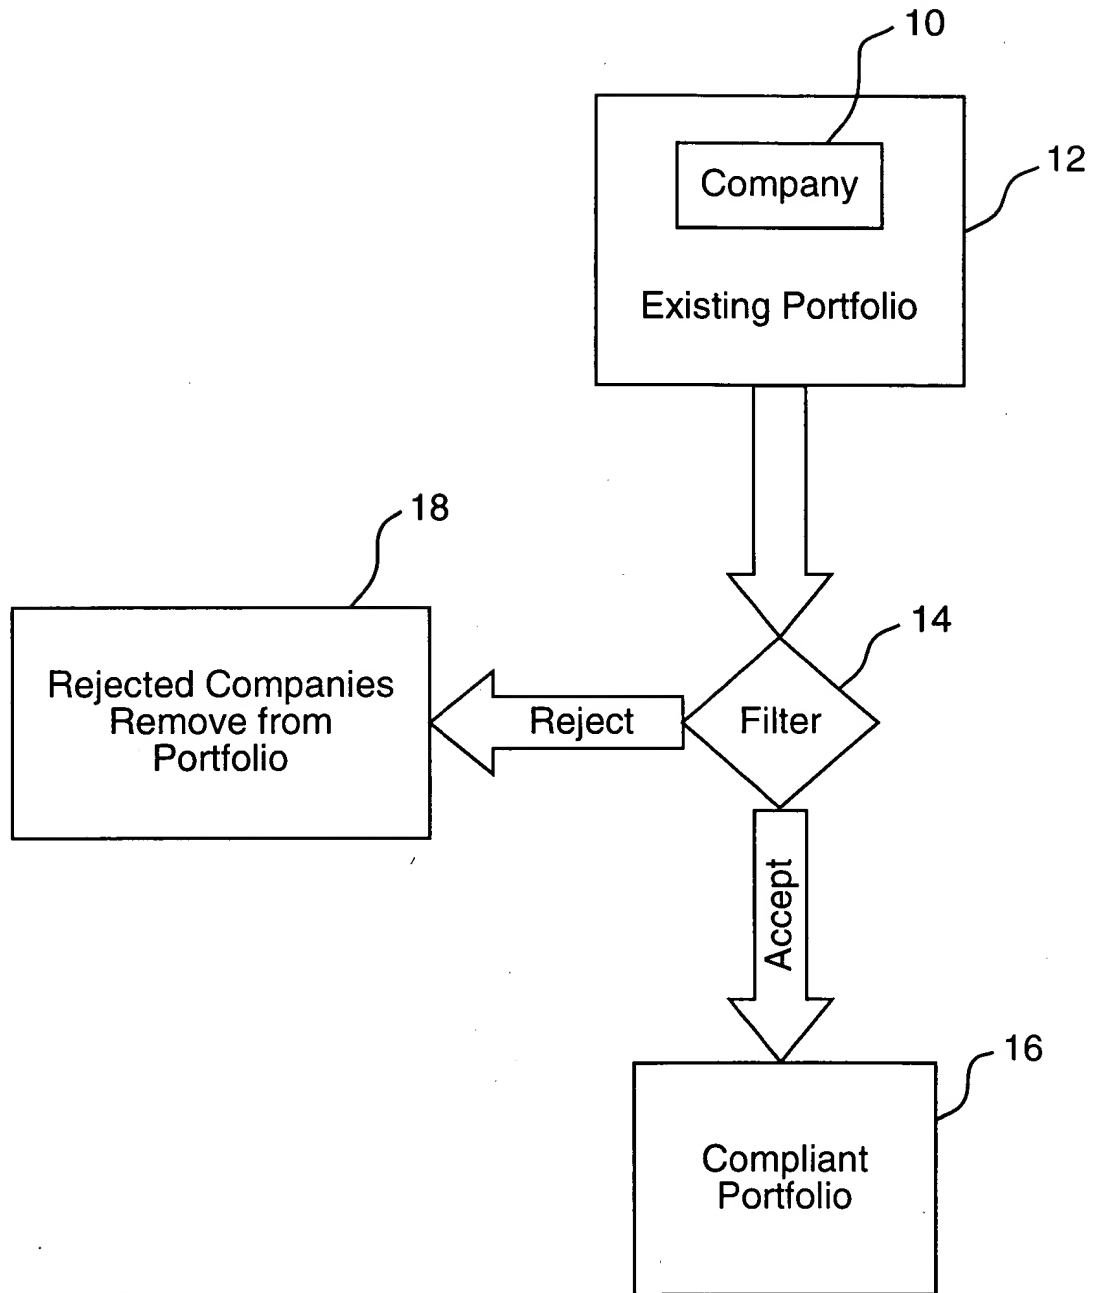 10
Company
12
Existing Portfolio
18
14
Rejected Companies
Remove from
Portfolio
Reject
Filter
Accept
16
Compliant
Portfolio